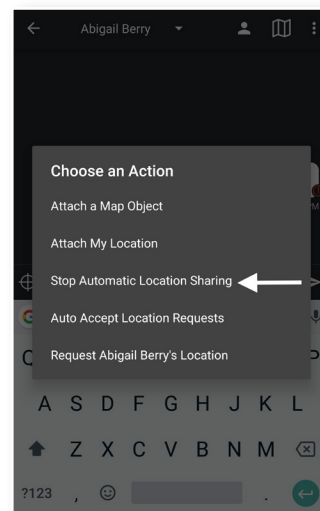 Abigail Berry
PM
Choose an Action
Attach a Map Object
Attach My Location
Stop Automatic Location Sharing
Auto Accept Location Requests
Request Abigail Berry's Location
G
Q P
A S D F G H J K L
Z X C V B N M
?123 , .